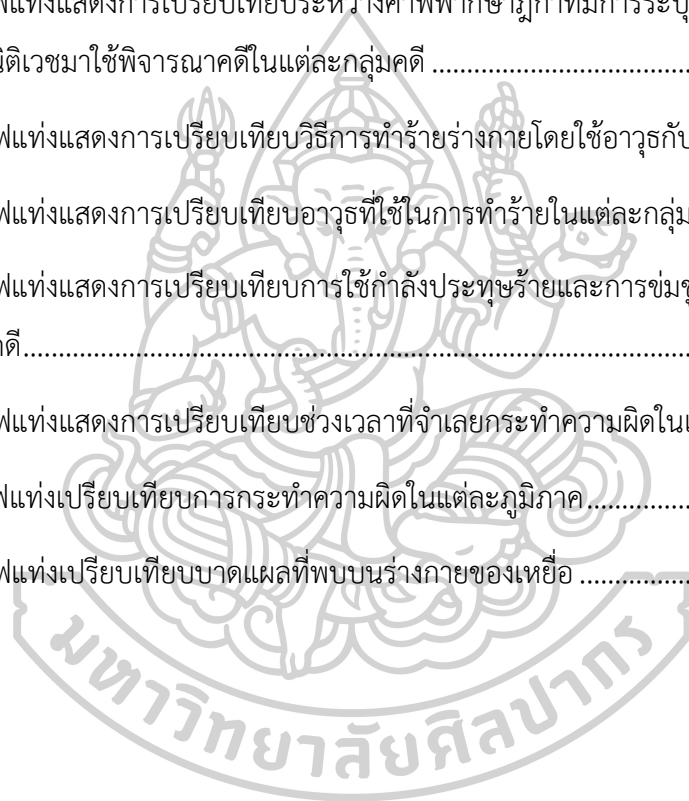 ฟแท่งแสดงการเปรียบเทียบระหว่างคำพิพากษาฎีกาที่มีการระบุ
นิติเวชมาใช้พิจารณาคดีในแต่ละกลุ่มคดี ....................................
ฟแท่งแสดงการเปรียบเทียบวิธีการทำร้ายร่างกายโดยใช้อาวุธกับ
ฟแท่งแสดงการเปรียบเทียบอาวุธที่ใช้ในการทำร้ายในแต่ละกลุ่ม
ฟแท่งแสดงการเปรียบเทียบการใช้กำลังประทุษร้ายและการข่มขู
าดี.......................................................................................
ฟแท่งแสดงการเปรียบเทียบช่วงเวลาที่จำเลยกระทำความผิดในแ
ฟแท่งเปรียบเทียบการกระทำความผิดในแต่ละภูมิภาค................
ฟแท่งเปรียบเทียบบาดแผลที่พบบนร่างกายของเหยื่อ .................
มหาวิทยาลัยศิลปากร